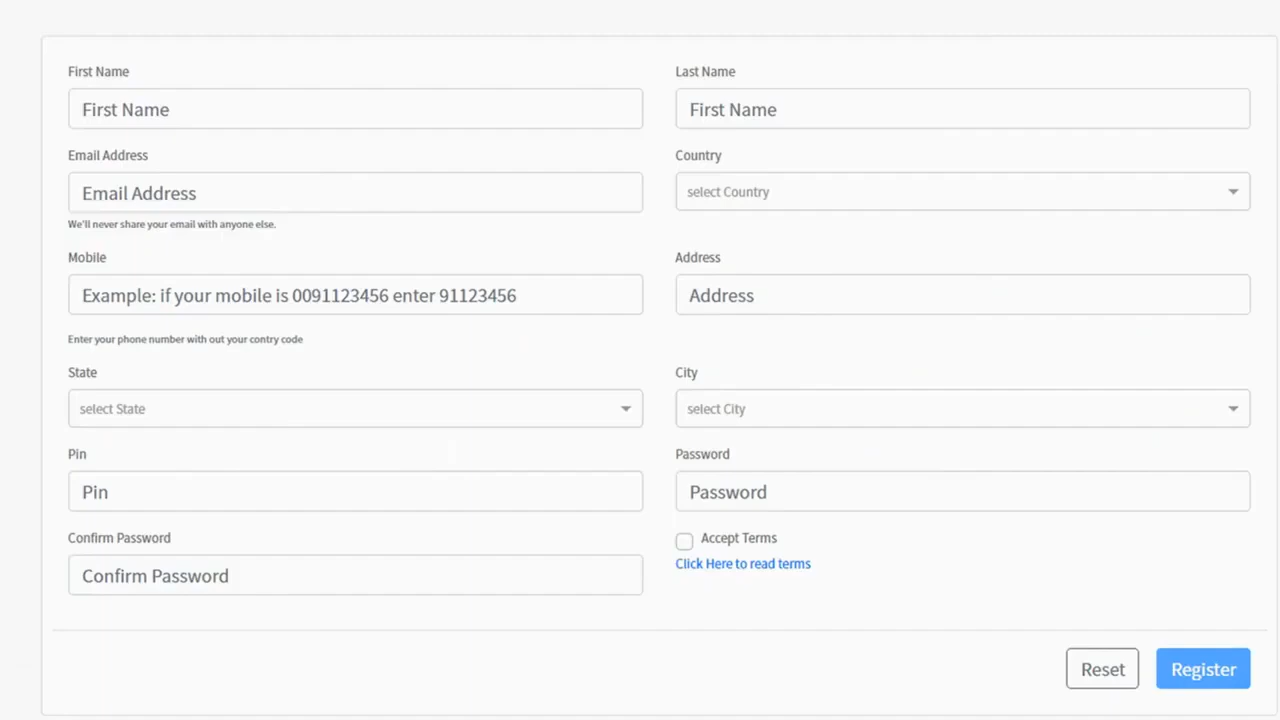 First Name
Last Name
First Name
First Name
Email Address
Country
Email Address
select Country
We'll never share your email with anyone else.
Mobile
Address
Example: if your mobile is 0091123456 enter 91123456
Address
Enter your phone number with out your contry code
State
City
select State
select City
Pin
Password
Pin
Password
Confirm Password
Accept Terms
Click Here to read terms
Confirm Password
Reset
Register